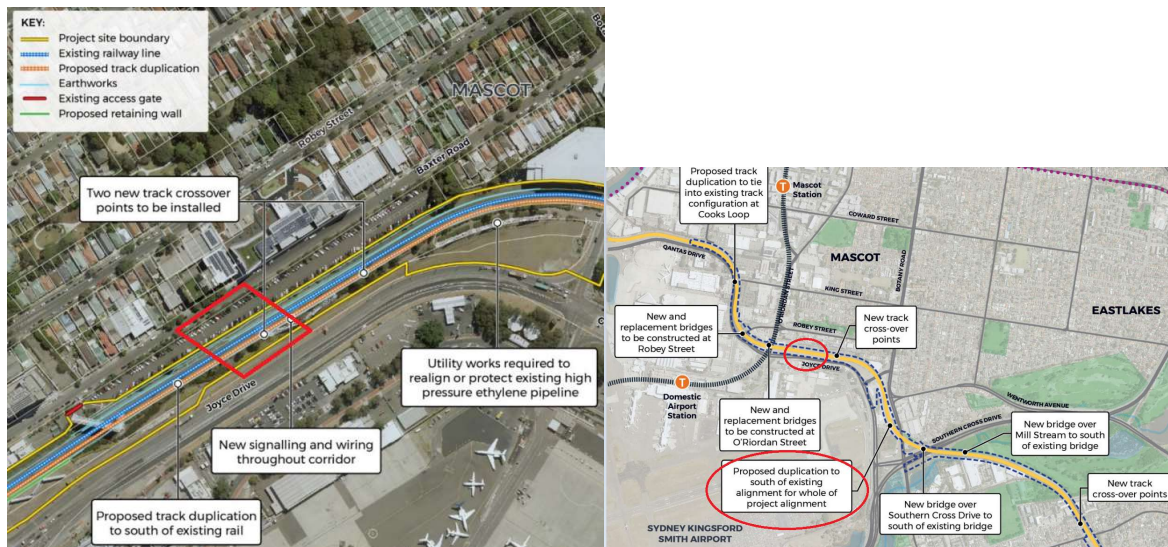 KEY:
Project site boundary
Existing railway line
Proposed track duplication
Earthworks
Existing access gate
Proposed retaining wall
MASCOT
Robey Street
Baxter Road
Two new track crossover
points to be installed
Utility works required to
realign or protect existing high
pressure ethylene pipeline
Joyce Drive
New signalling and wiring
throughout corridor
Proposed track duplication
to south of existing rail
Proposed track
duplication to tie
into existing track
configuration at
Cooks Loop
T
Mascot
Station
COWARD STREET
QANTAS DRIVE
MASCOT
O'RIORDAN STREET
BOTANY ROAD
KING STREET
EASTLAKES
New and
replacement bridges
to be constructed at
Robey Street
ROBEY STREET
New track
cross-over
points
JOYCE DRIVE
T
Domestic
Airport
Station
New and
replacement bridges
to be constructed at
O'Riordan Street
WENTWORTH AVENUE
SOUTHERN CROSS DRIVE
New bridge over
Mill Stream to south
of existing bridge
Proposed duplication to
south of existing
alignment for whole of
project alignment
New bridge over
Southern Cross Drive to
south of existing bridge
New track
cross-over points
SYDNEY KINGSFORD
SMITH AIRPORT